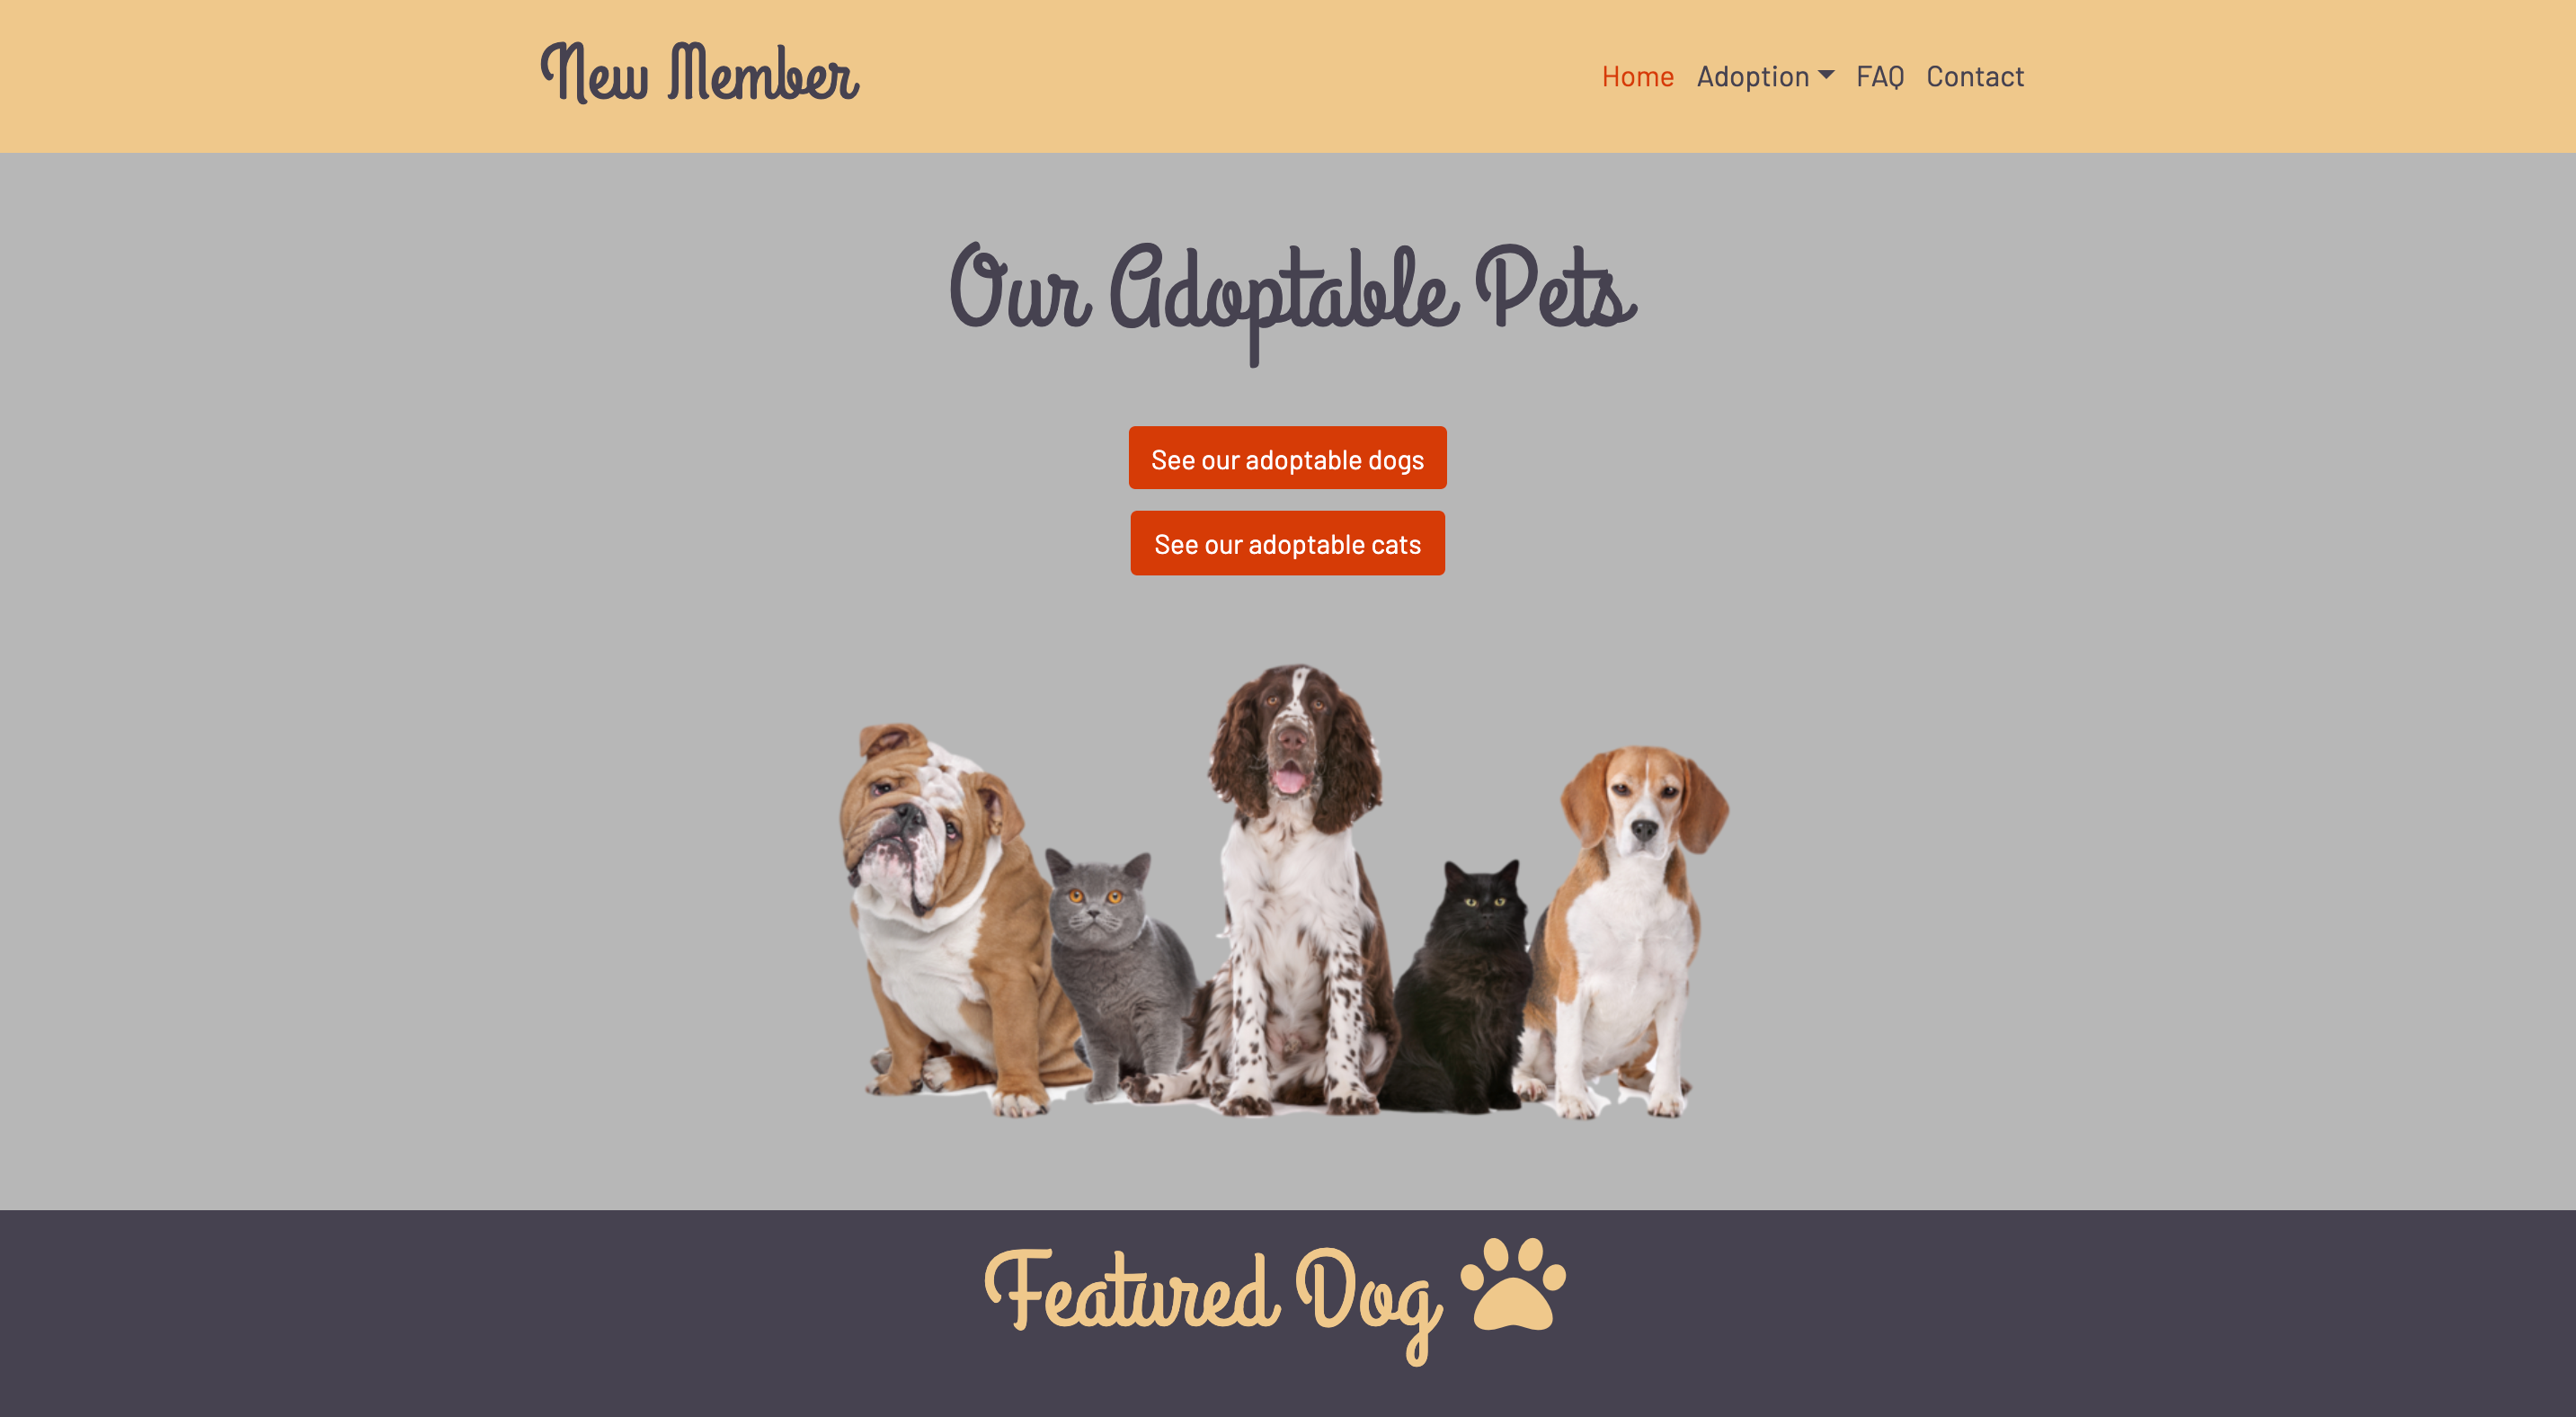 New Member
Home Adoption FAQ Contact
Our Adoptable Pets
See our adoptable dogs
See our adoptable cats
Featured Dog